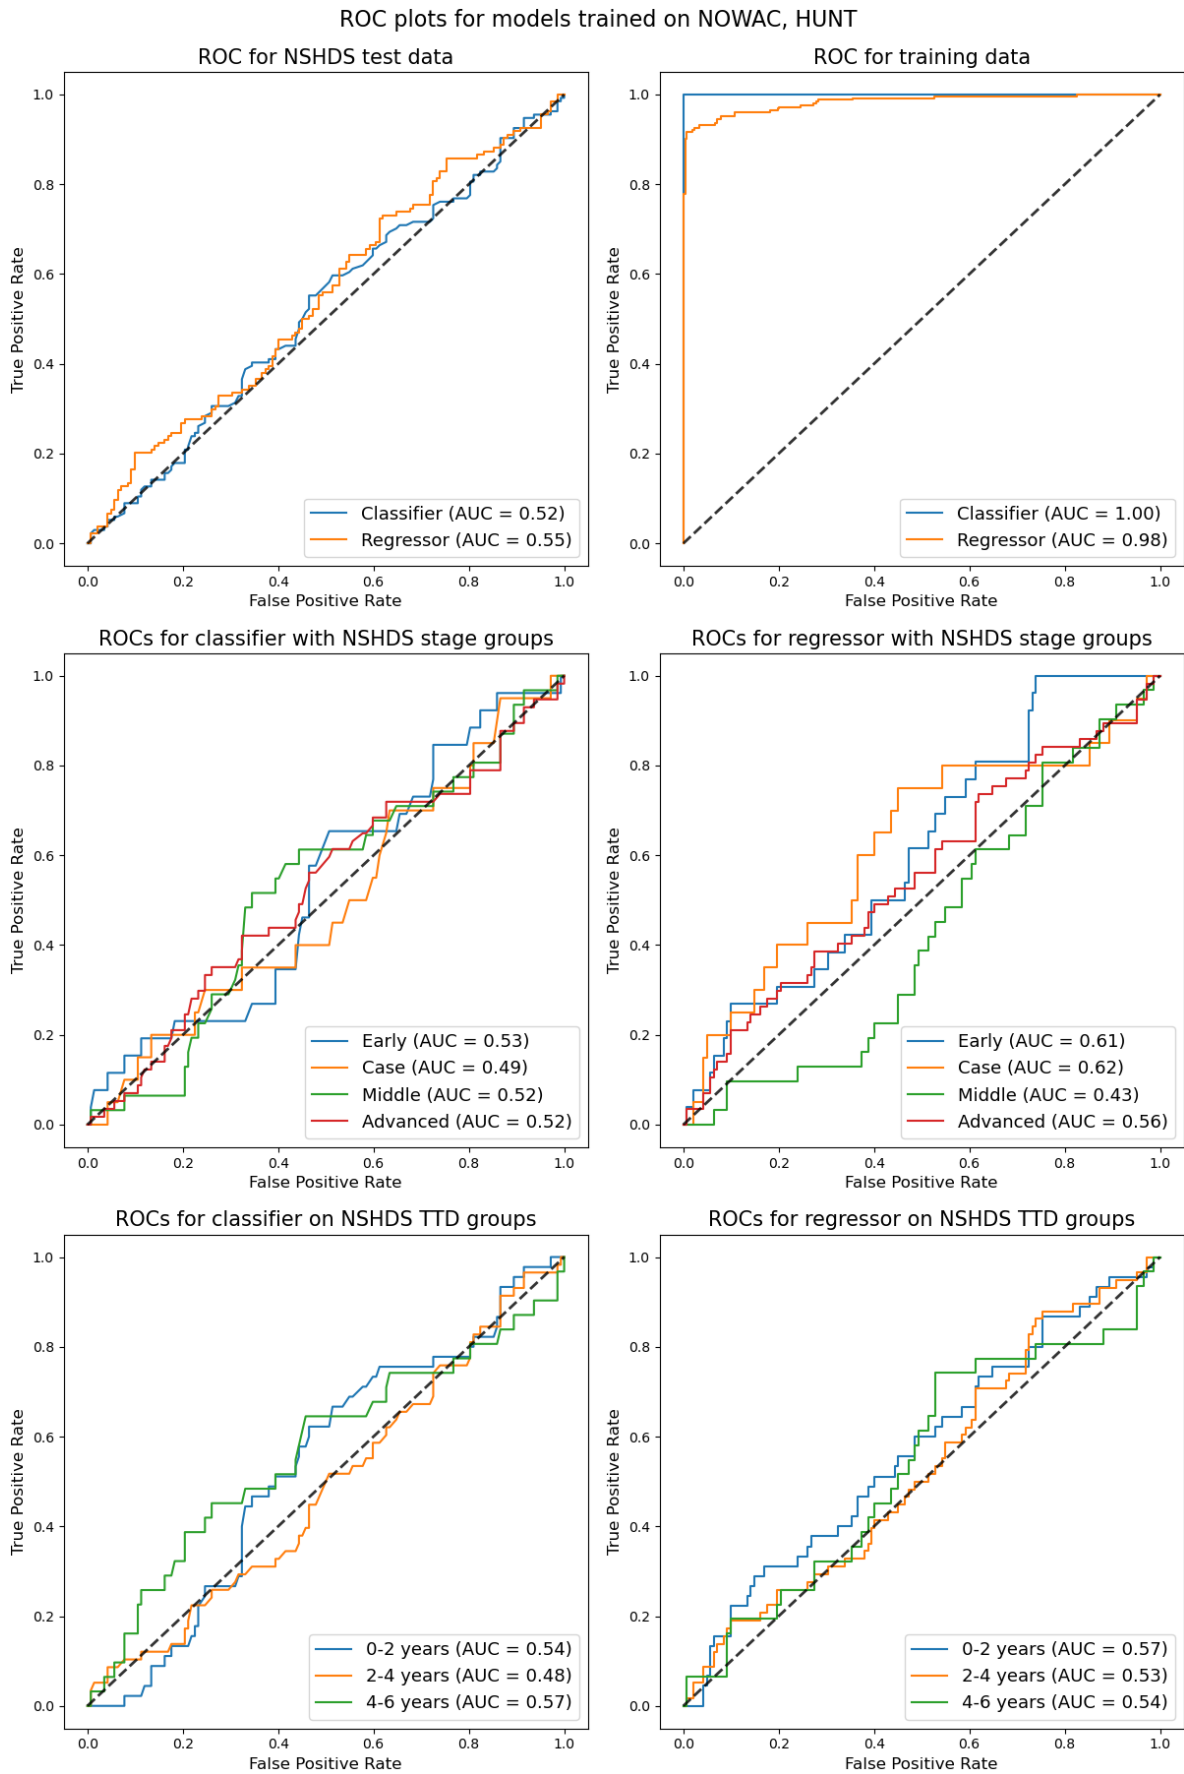 ROC plots for models trained on NOWAC, HUNT
ROC for NSHDS test data
True Positive Rate
1.0
0.8
0.6
0.4
0.2
0.0
0.0 0.2 0.4 0.6 0.8 1.0
False Positive Rate
Classifier (AUC = 0.52)
Regressor (AUC = 0.55)
ROC for training data
True Positive Rate
1.0
0.8
0.6
0.4
0.2
0.0
0.0 0.2 0.4 0.6 0.8 1.0
False Positive Rate
Classifier (AUC = 1.00)
Regressor (AUC = 0.98)
ROCs for classifier with NSHDS stage groups
True Positive Rate
1.0
0.8
0.6
0.4
0.2
0.0
0.0 0.2 0.4 0.6 0.8 1.0
False Positive Rate
Early (AUC = 0.53)
Case (AUC = 0.49)
Middle (AUC = 0.52)
Advanced (AUC = 0.52)
ROCs for regressor with NSHDS stage groups
True Positive Rate
1.0
0.8
0.6
0.4
0.2
0.0
0.0 0.2 0.4 0.6 0.8 1.0
False Positive Rate
Early (AUC = 0.61)
Case (AUC = 0.62)
Middle (AUC = 0.43)
Advanced (AUC = 0.56)
ROCs for classifier on NSHDS TTD groups
True Positive Rate
1.0
0.8
0.6
0.4
0.2
0.0
0.0 0.2 0.4 0.6 0.8 1.0
False Positive Rate
0-2 years (AUC = 0.54)
2-4 years (AUC = 0.48)
4-6 years (AUC = 0.57)
ROCs for regressor on NSHDS TTD groups
True Positive Rate
1.0
0.8
0.6
0.4
0.2
0.0
0.0 0.2 0.4 0.6 0.8 1.0
False Positive Rate
0-2 years (AUC = 0.57)
2-4 years (AUC = 0.53)
4-6 years (AUC = 0.54)